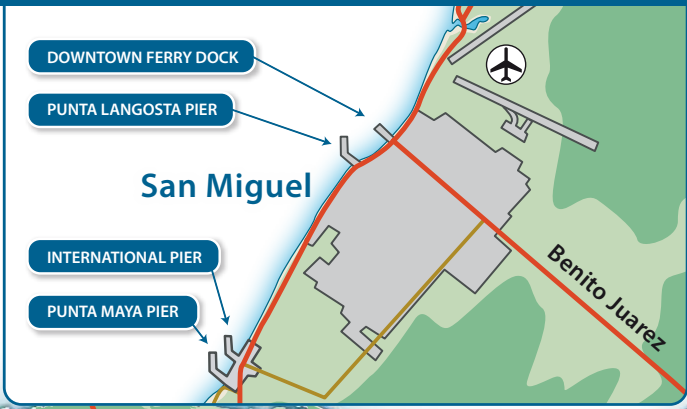 DOWNTOWN FERRY DOCK
PUNTA LANGOSTA PIER
San Miguel
INTERNATIONAL PIER
PUNTA MAYA PIER
Benito Juarez